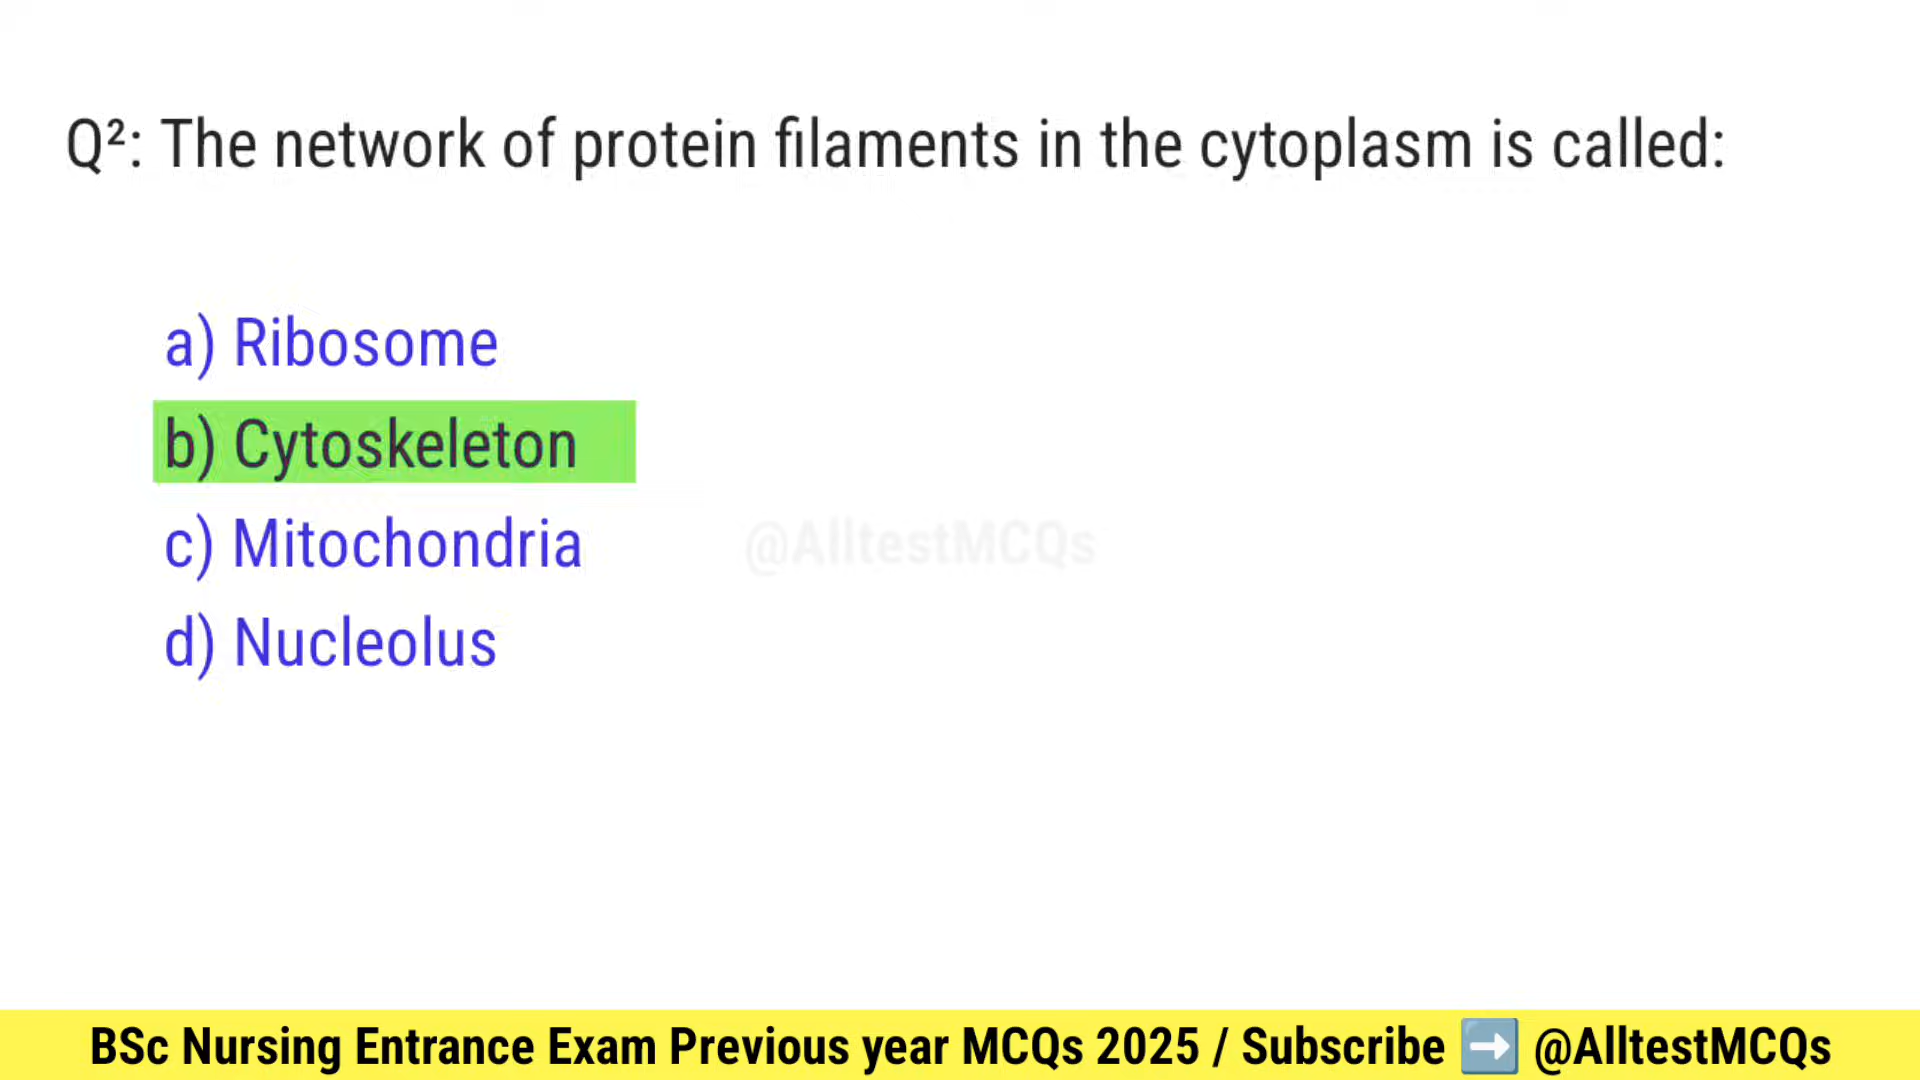 Q²: The network of protein filaments in the cytoplasm is called:
a) Ribosome
b) Cytoskeleton
c) Mitochondria
@AlltestMCQs
d) Nucleolus
BSc Nursing Entrance Exam Previous year MCQs 2025 / Subscribe ➡️ @AlltestMCQs